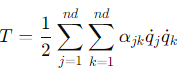 $T = \frac{1}{2} \sum_{j=1}^{nd} \sum_{k=1}^{nd} \alpha_{jk} \dot{q}_j \dot{q}_k$